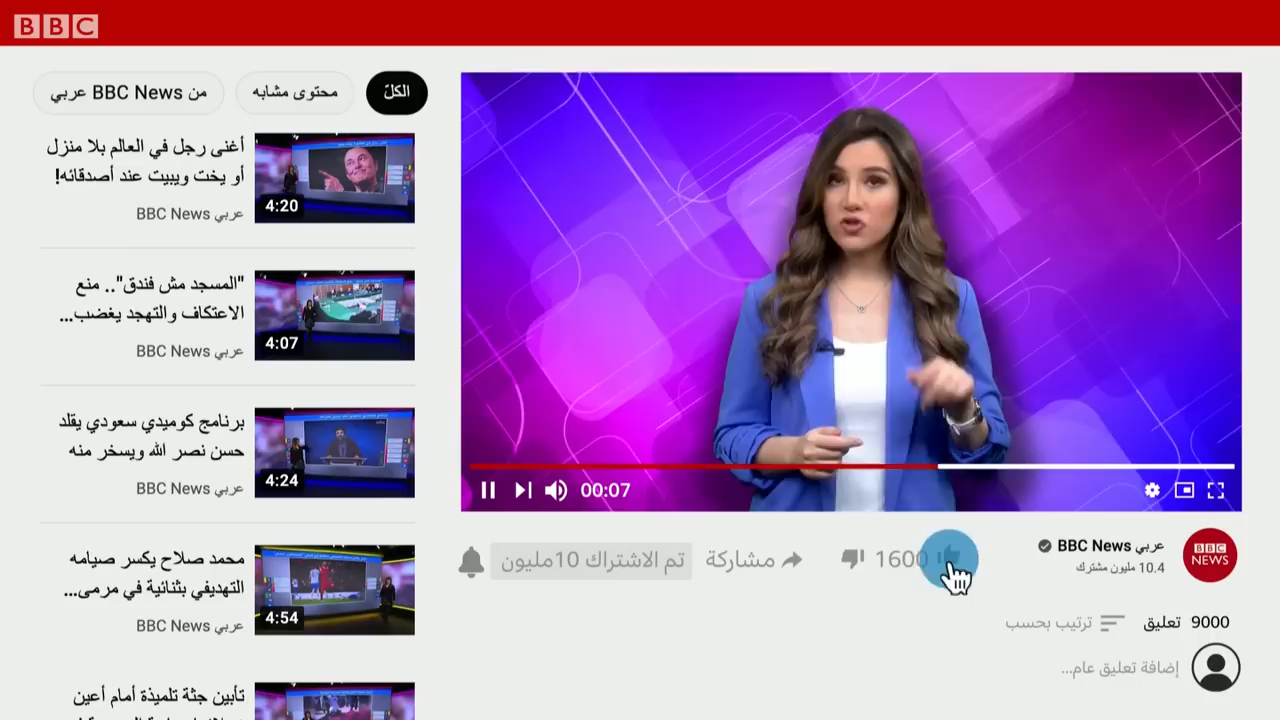 BBC
الكلّ
محتوى مشابه
من BBC News عربي
أغنى رجل في العالم بلا منزل
أو يخت ويبيت عند أصدقائه!
عربي BBC News
4:20
"المسجد مش فندق".. منع
الاعتكاف والتهجد يغضب...
عربي BBC News
4:07
برنامج كوميدي سعودي يقلد
حسن نصر الله ويسخر منه
عربي BBC News
4:24
محمد صلاح يكسر صيامه
التهديفي بثنائية في مرمى...
عربي BBC News
4:54
تأبين جثة تلميذة أمام أعين
00:07
BBC
NEWS
عربي BBC News
10.4 مليون مشترك
1600
مشاركة
تم الاشتراك 10مليون
9000 تعليق
ترتيب بحسب
إضافة تعليق عام...